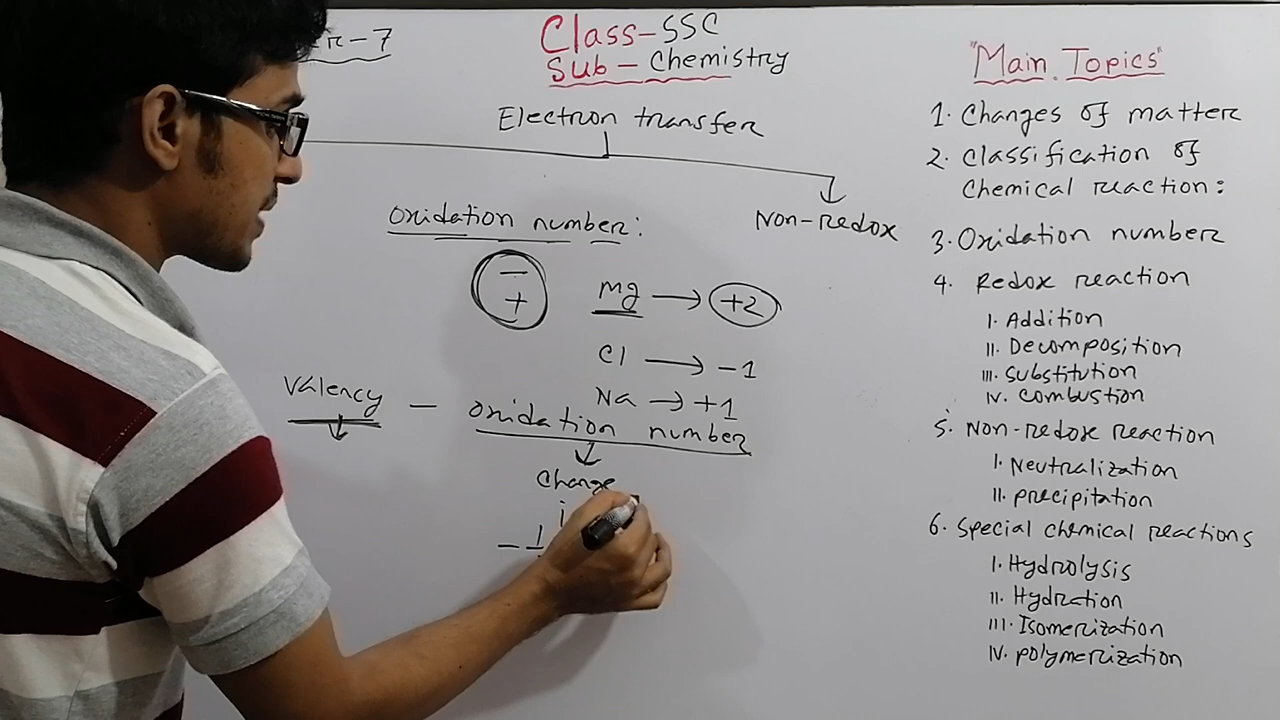 -7
Class-SSC
Sub- Chemistry
Electron transfer
Non-Redox
Oxidation number:
−
+
Mg → +2
Cl → -1
Na → +1
Valency - oxidation number
Change
"Main Topics"
1. Changes of matter
2. Classification of
Chemical reaction:
3. Oxidation number
4. Redox reaction
I. Addition
II. Decomposition
III. Substitution
IV. Combustion
5. Non-redox reaction
I. Neutralization
II. precipitation
6. Special chemical reactions
I. Hydrolysis
II. Hydration
III. Isomerization
IV. polymerization